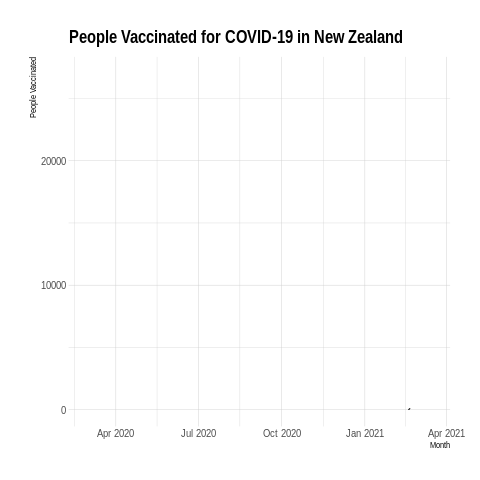 People Vaccinated for COVID-19 in New Zealand
People Vaccinated
20000
10000
0
Apr 2020 Jul 2020 Oct 2020 Jan 2021 Apr 2021
Month